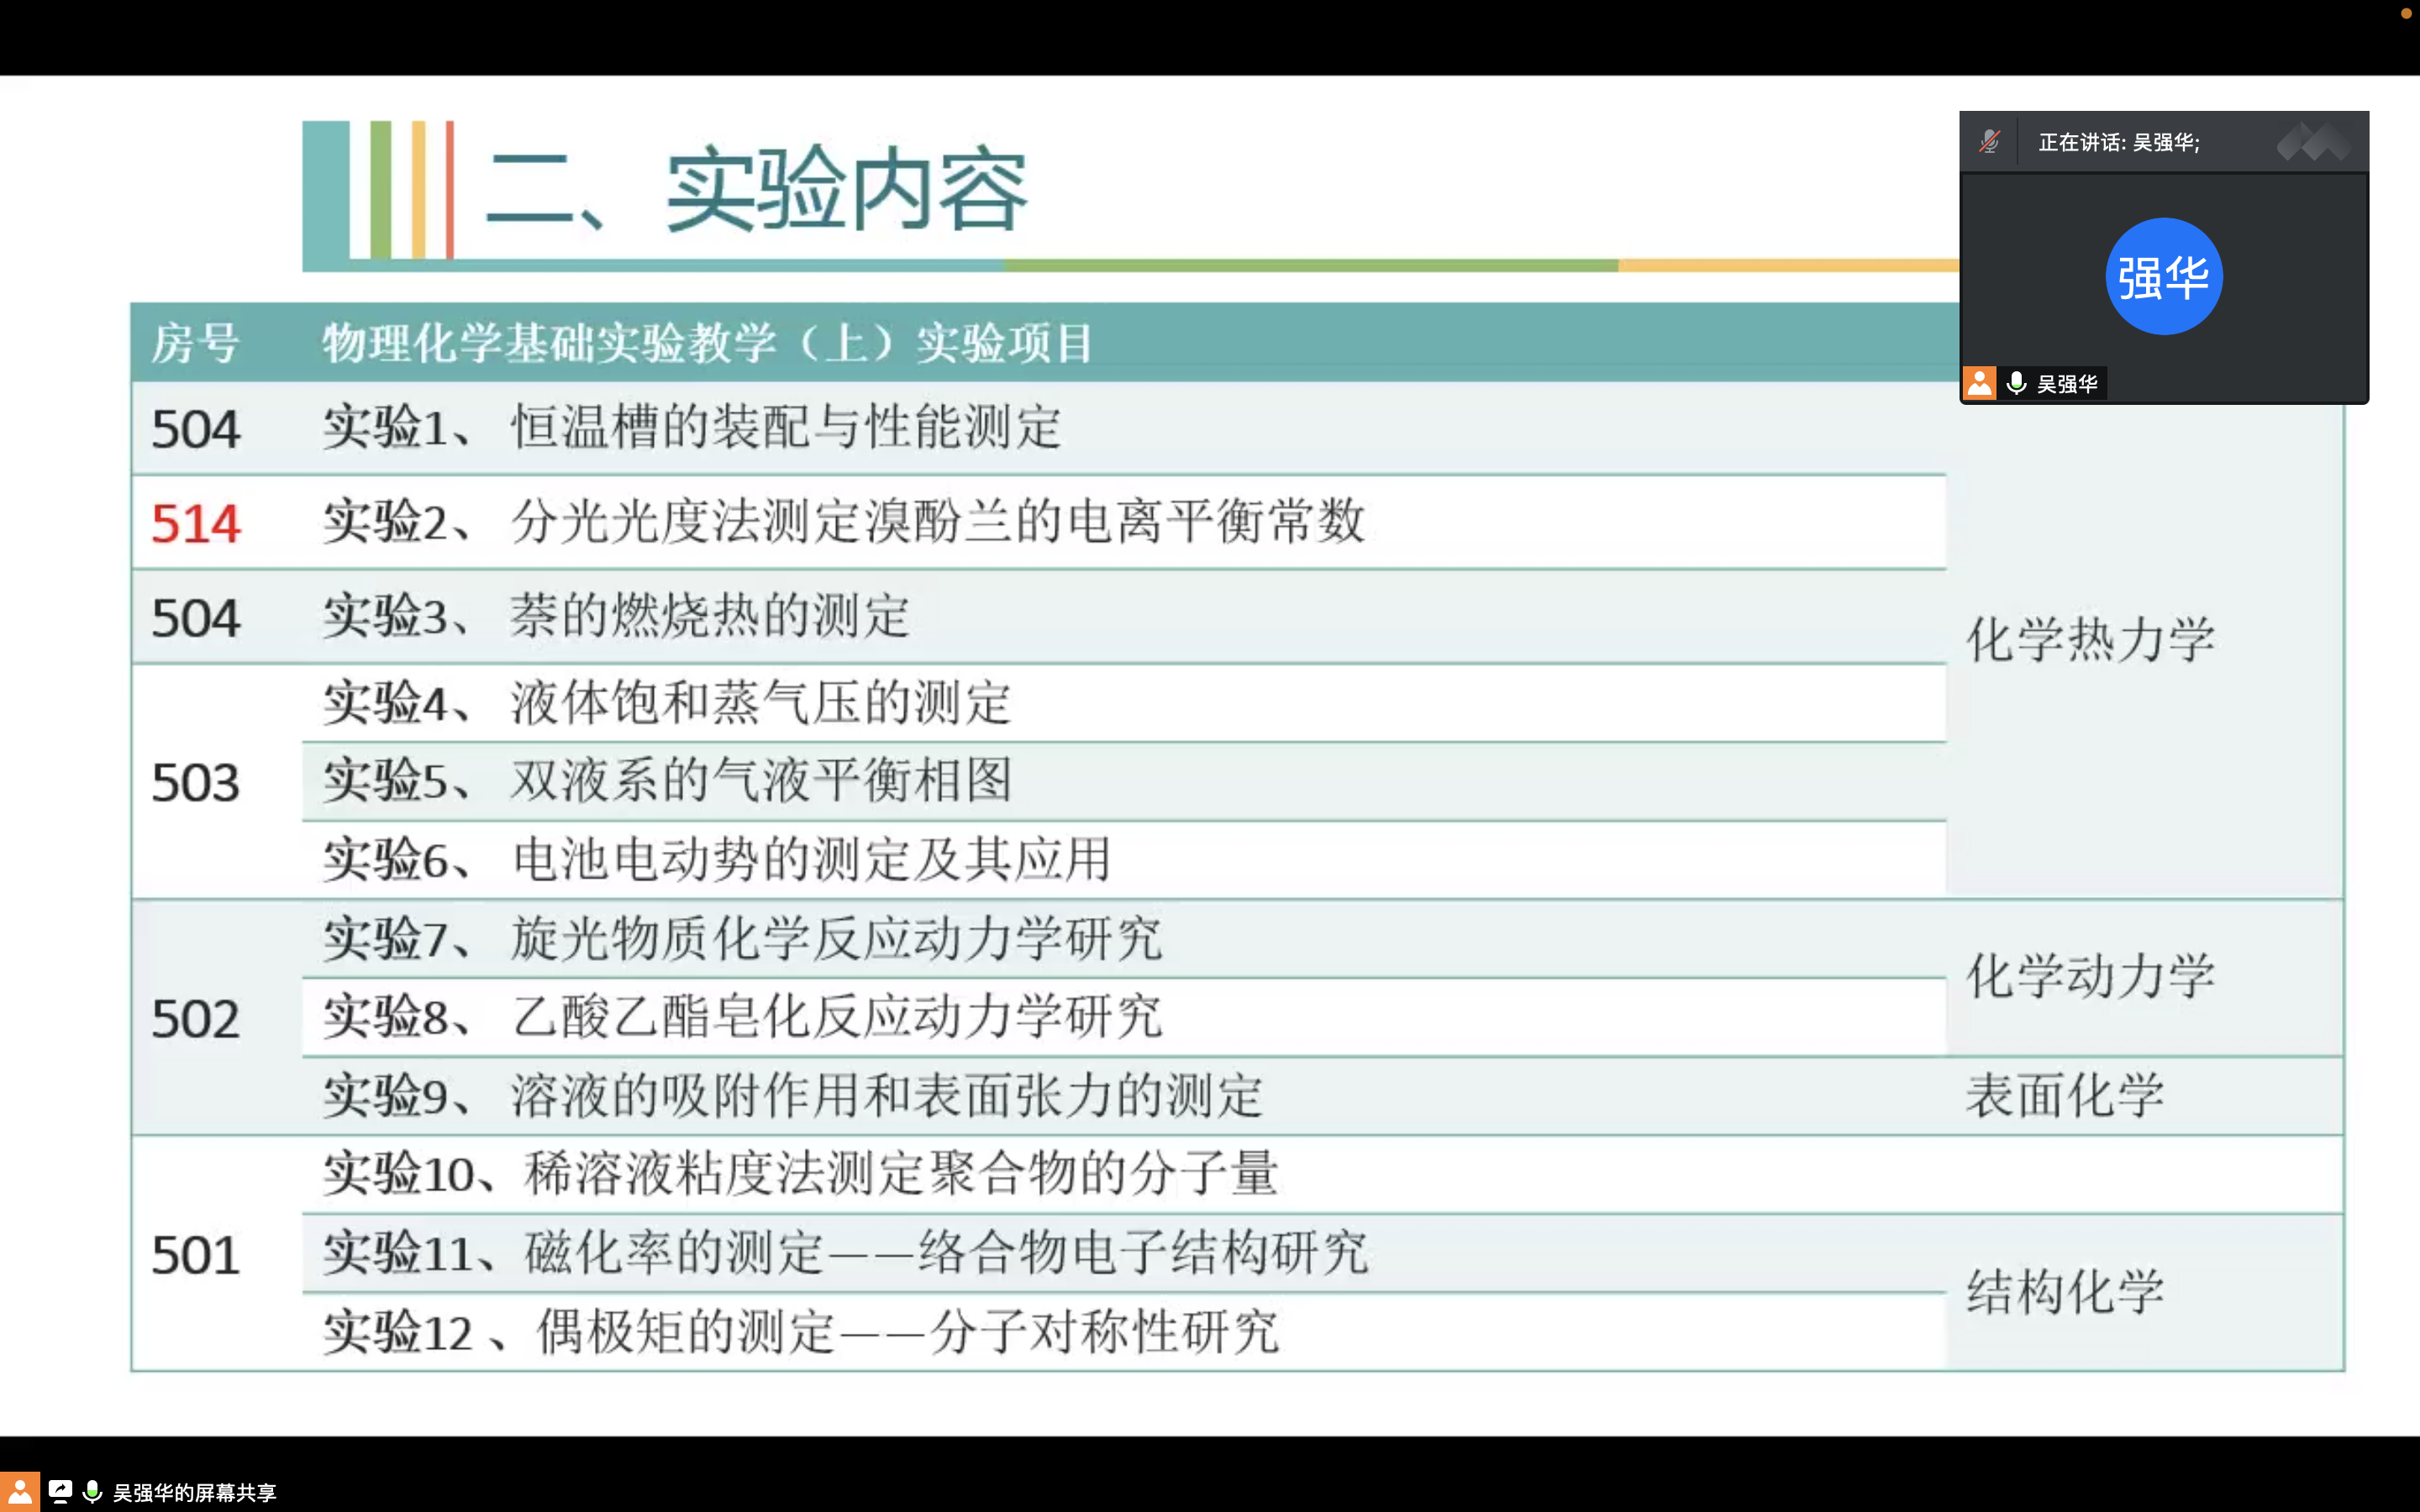 二、实验内容
正在讲话: 吴强华;
强华
吴强华
房号 物理化学基础实验教学（上）实验项目
504 实验1、 恒温槽的装配与性能测定
514 实验2、 分光光度法测定溴酚兰的电离平衡常数
504 实验3、 萘的燃烧热的测定
化学热力学
实验4、 液体饱和蒸气压的测定
503 实验5、 双液系的气液平衡相图
实验6、 电池电动势的测定及其应用
实验7、 旋光物质化学反应动力学研究
化学动力学
502 实验8、 乙酸乙酯皂化反应动力学研究
实验9、 溶液的吸附作用和表面张力的测定 表面化学
实验10、稀溶液粘度法测定聚合物的分子量
501 实验11、磁化率的测定——络合物电子结构研究
结构化学
实验12 、偶极矩的测定——分子对称性研究
吴强华的屏幕共享